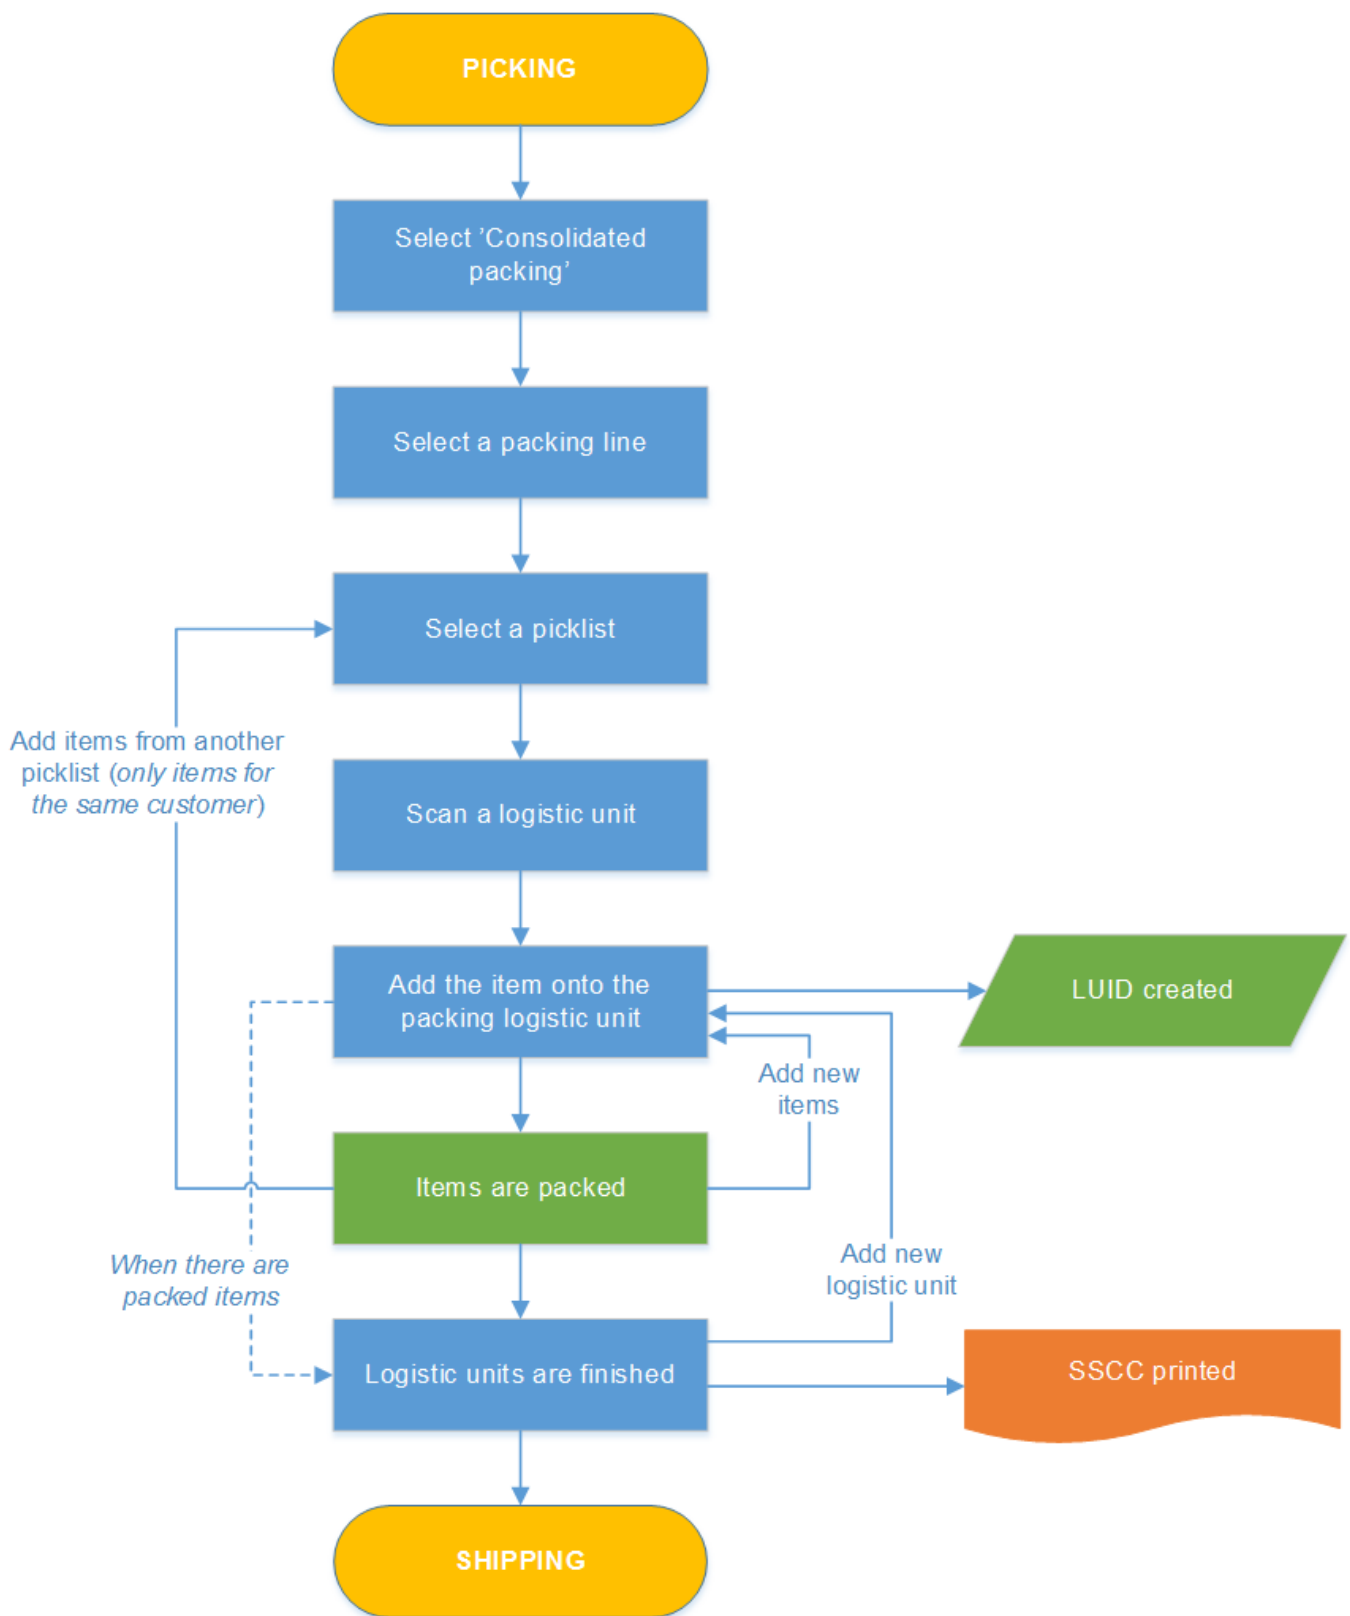 PICKING
Select ’Consolidated
packing’
Select a packing line
Select a picklist
Add items from another
picklist (only items for
the same customer)
Scan a logistic unit
Add the item onto the
packing logistic unit
LUID created
Add new
items
Items are packed
When there are
packed items
Add new
logistic unit
Logistic units are finished
SSCC printed
SHIPPING